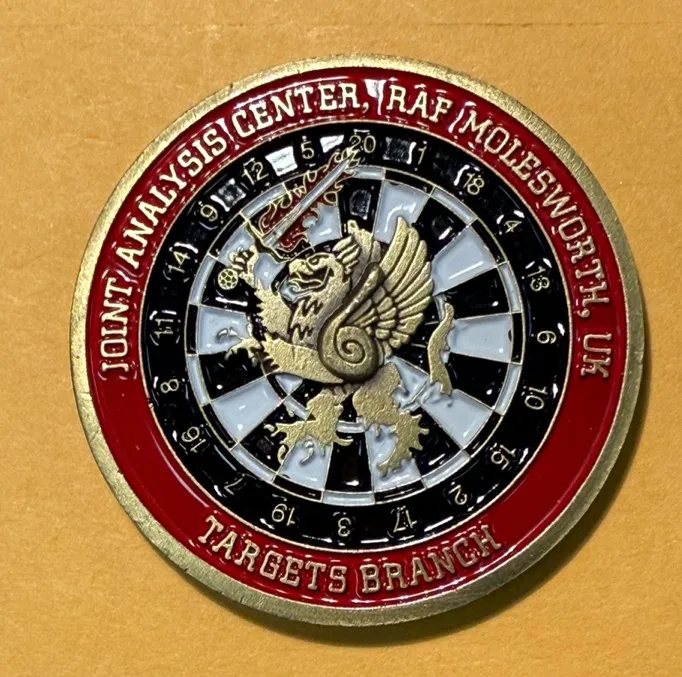 JOINT ANALYSIS CENTER, RAF MOLESWORTH, UK
20 1 18 4 13 6 10 15 2 17 3 19 7 16 8 11 14 9 12 5
TARGETS BRANCH